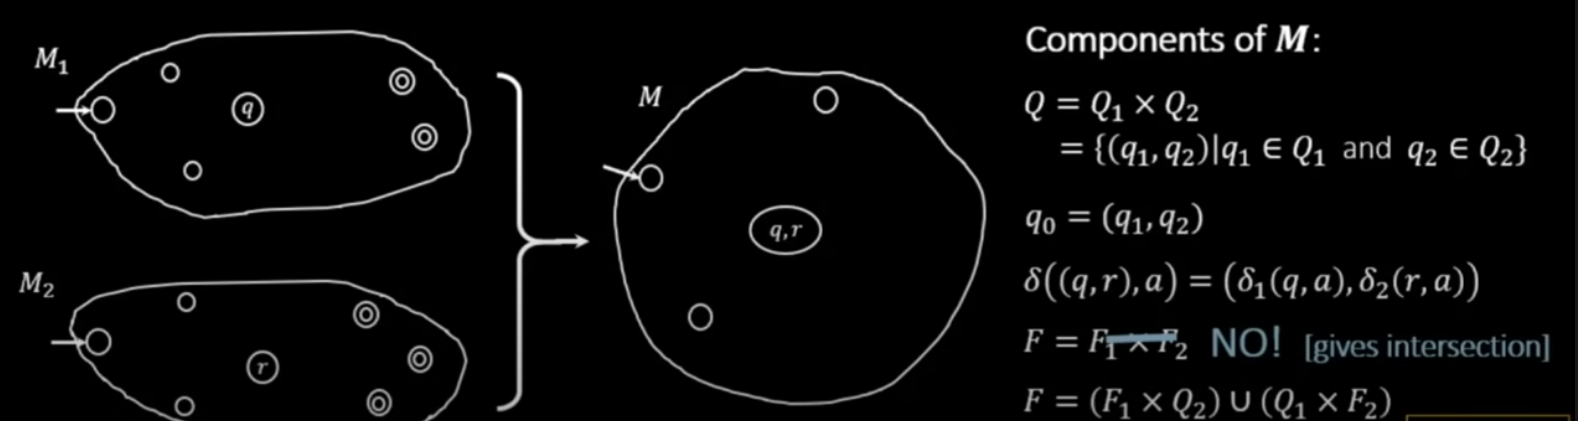 M₁
q
M₂
r
M
q,r
Components of M:
Q = Q₁ × Q₂
= {(q₁, q₂)|q₁ ∈ Q₁ and q₂ ∈ Q₂}
q₀ = (q₁, q₂)
δ((q, r), a) = (δ₁(q, a), δ₂(r, a))
F = F₁ × F₂ NO! [gives intersection]
F = (F₁ × Q₂) ∪ (Q₁ × F₂)